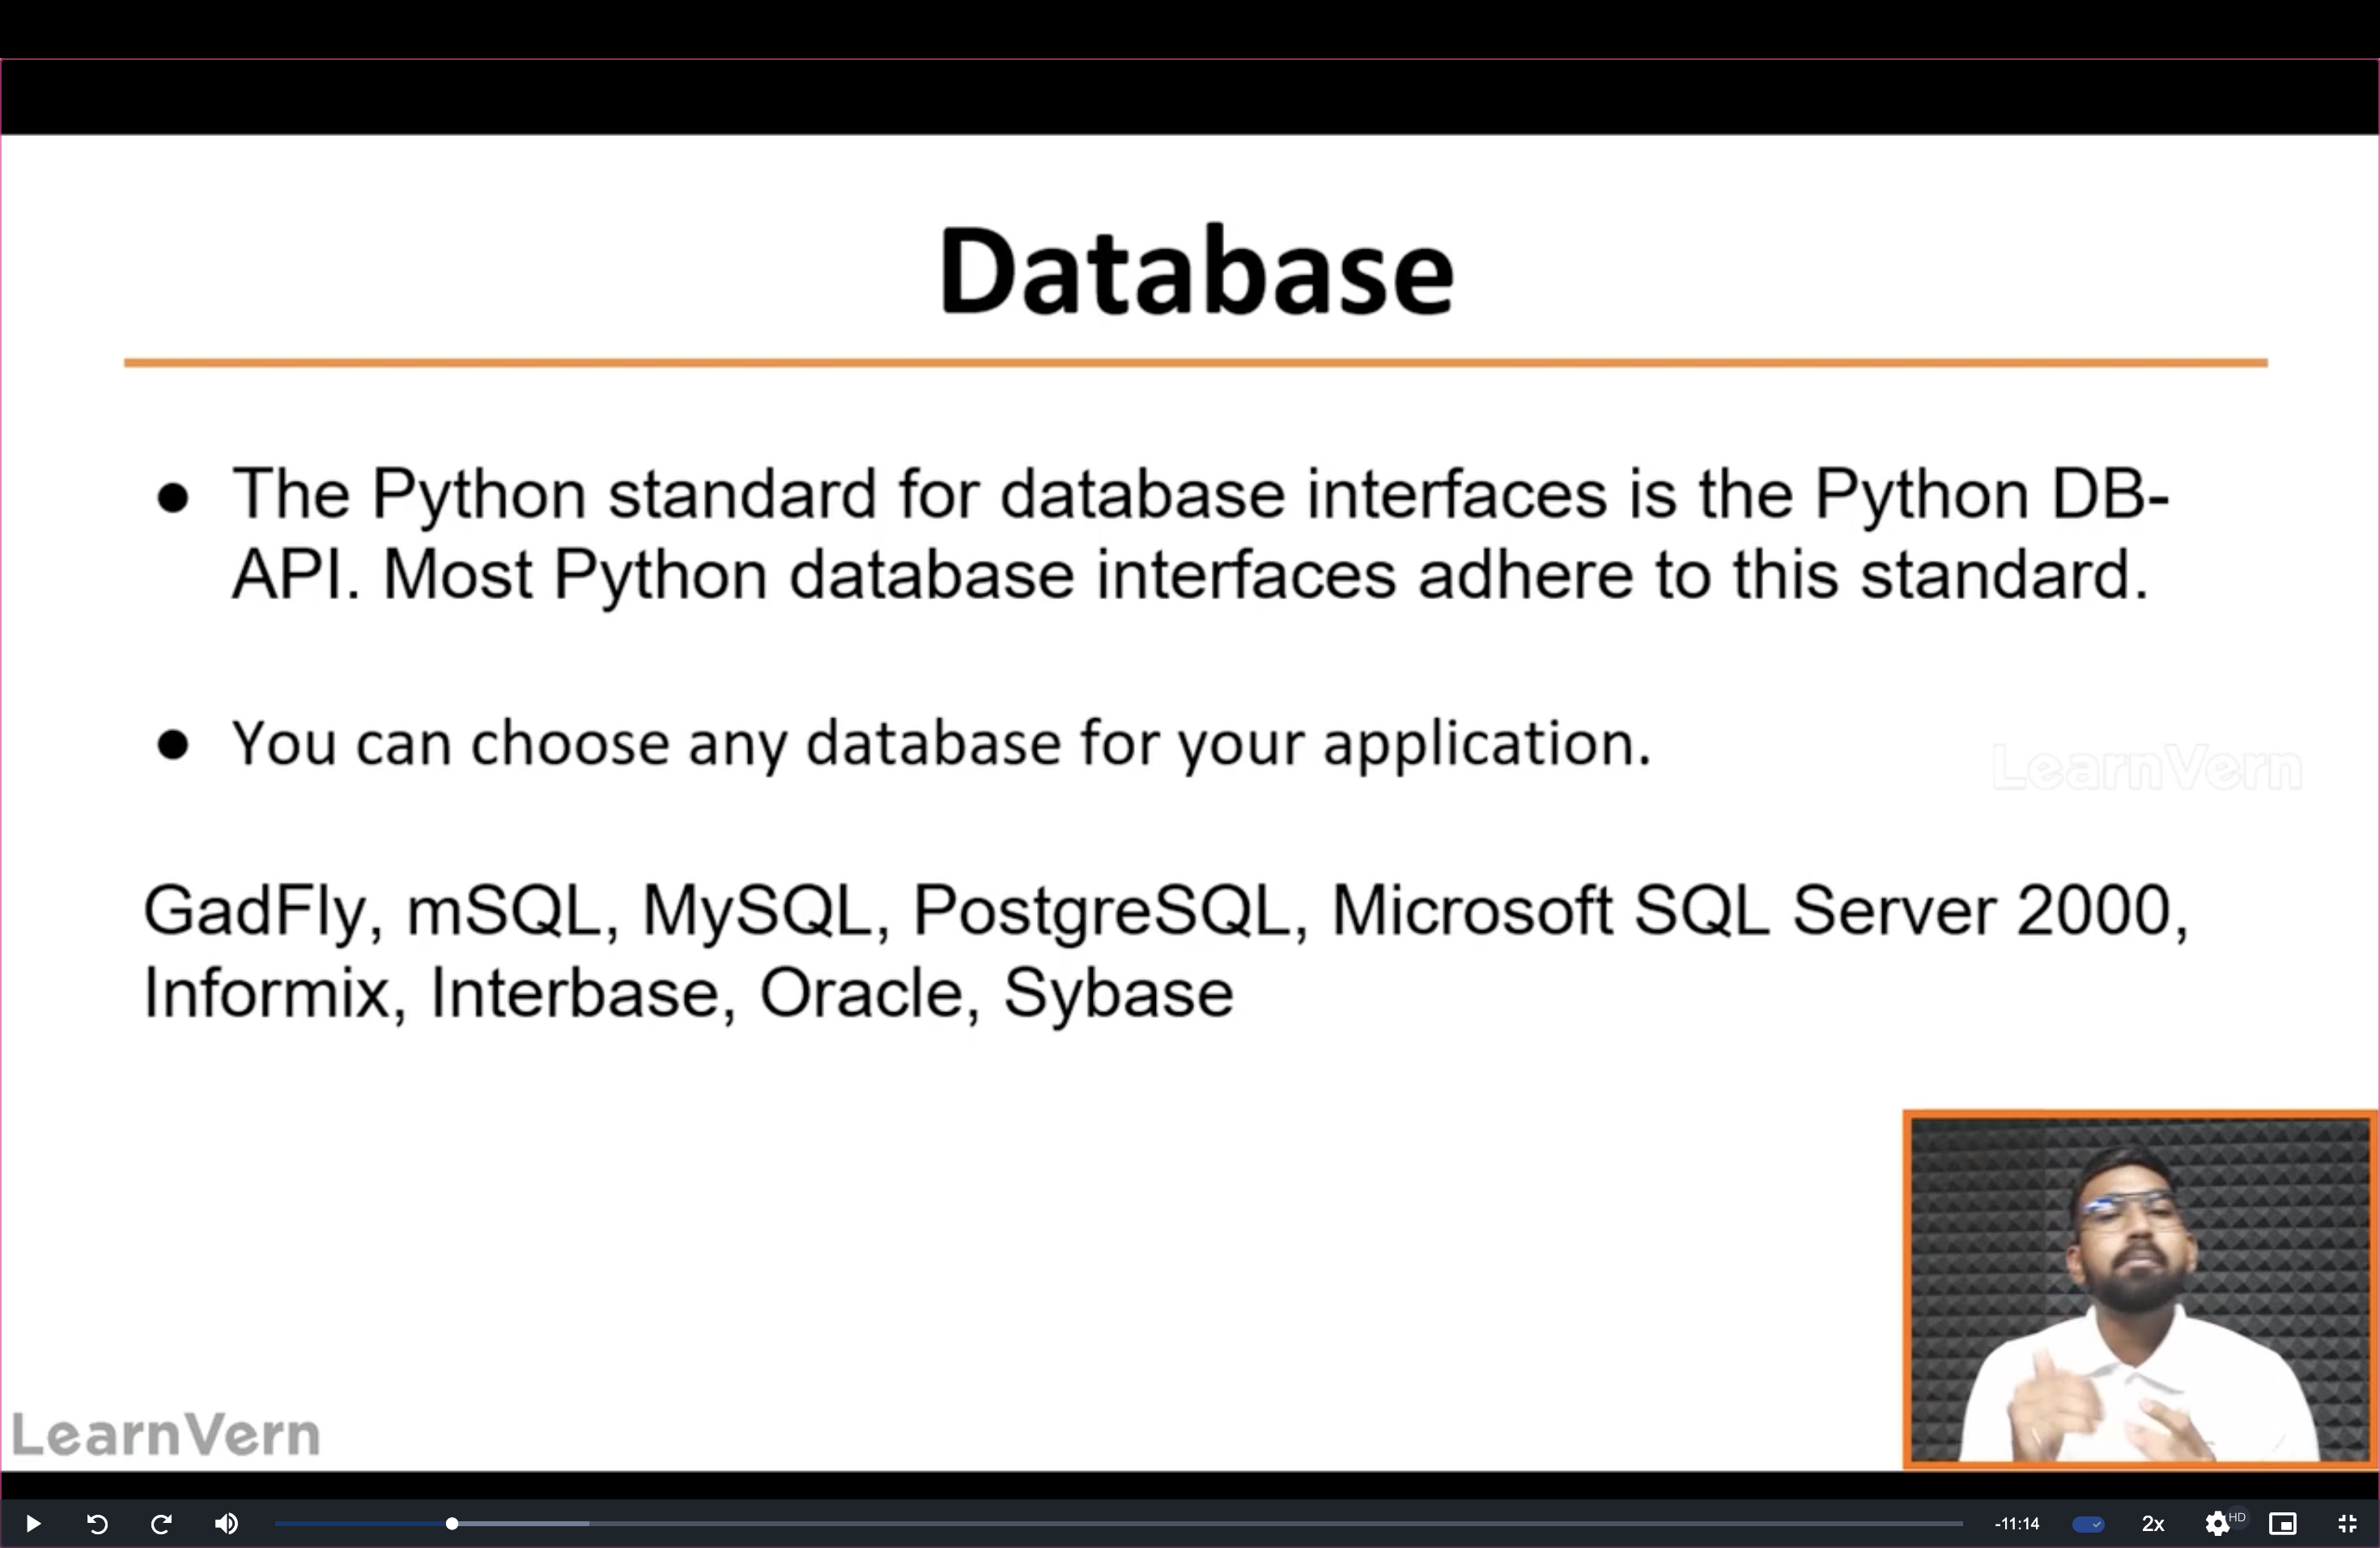 Database
● The Python standard for database interfaces is the Python DB-
API. Most Python database interfaces adhere to this standard.
● You can choose any database for your application.
LearnVern
GadFly, mSQL, MySQL, PostgreSQL, Microsoft SQL Server 2000,
Informix, Interbase, Oracle, Sybase
LearnVern
-11:14
2x
HD